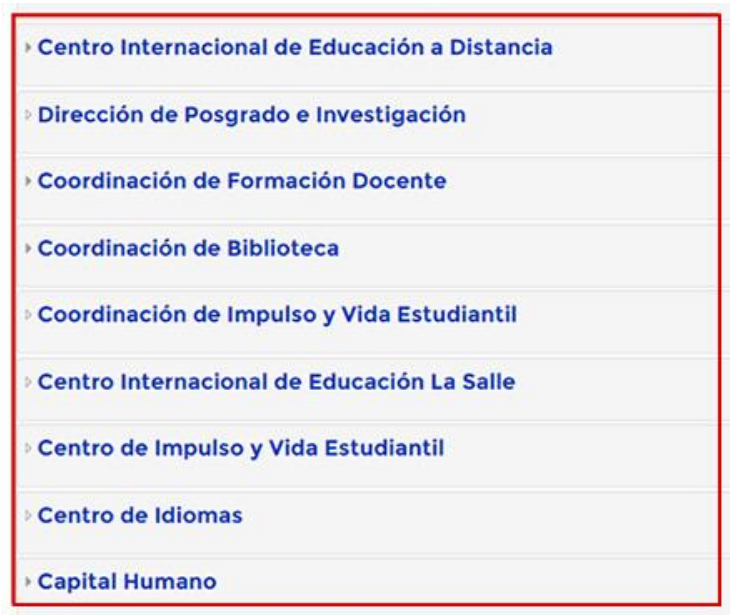 Centro Internacional de Educación a Distancia
Dirección de Posgrado e Investigación
Coordinación de Formación Docente
Coordinación de Biblioteca
Coordinación de Impulso y Vida Estudiantil
Centro Internacional de Educación La Salle
Centro de Impulso y Vida Estudiantil
Centro de Idiomas
Capital Humano